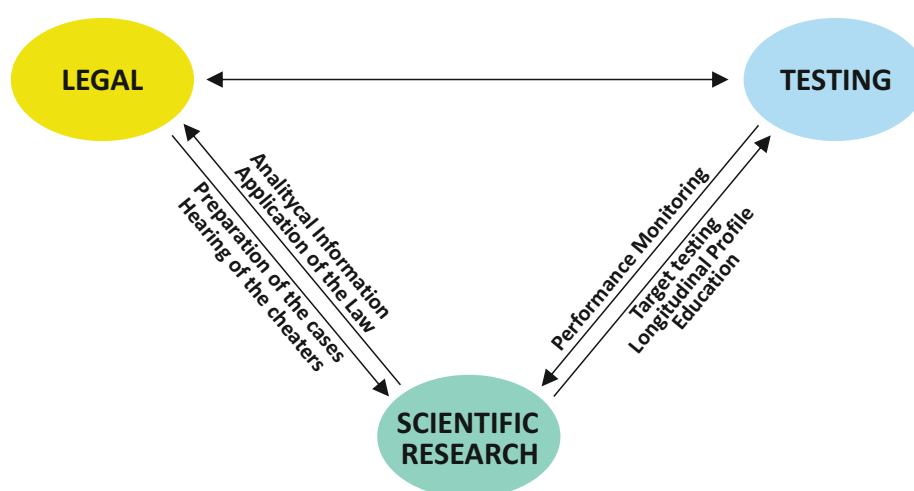 LEGAL
TESTING
Analitycal Information
Application of the Law
Preparation of the cases
Hearing of the cheaters
Performance Monitoring
Target testing
Longitudinal Profile
Education
SCIENTIFIC
RESEARCH